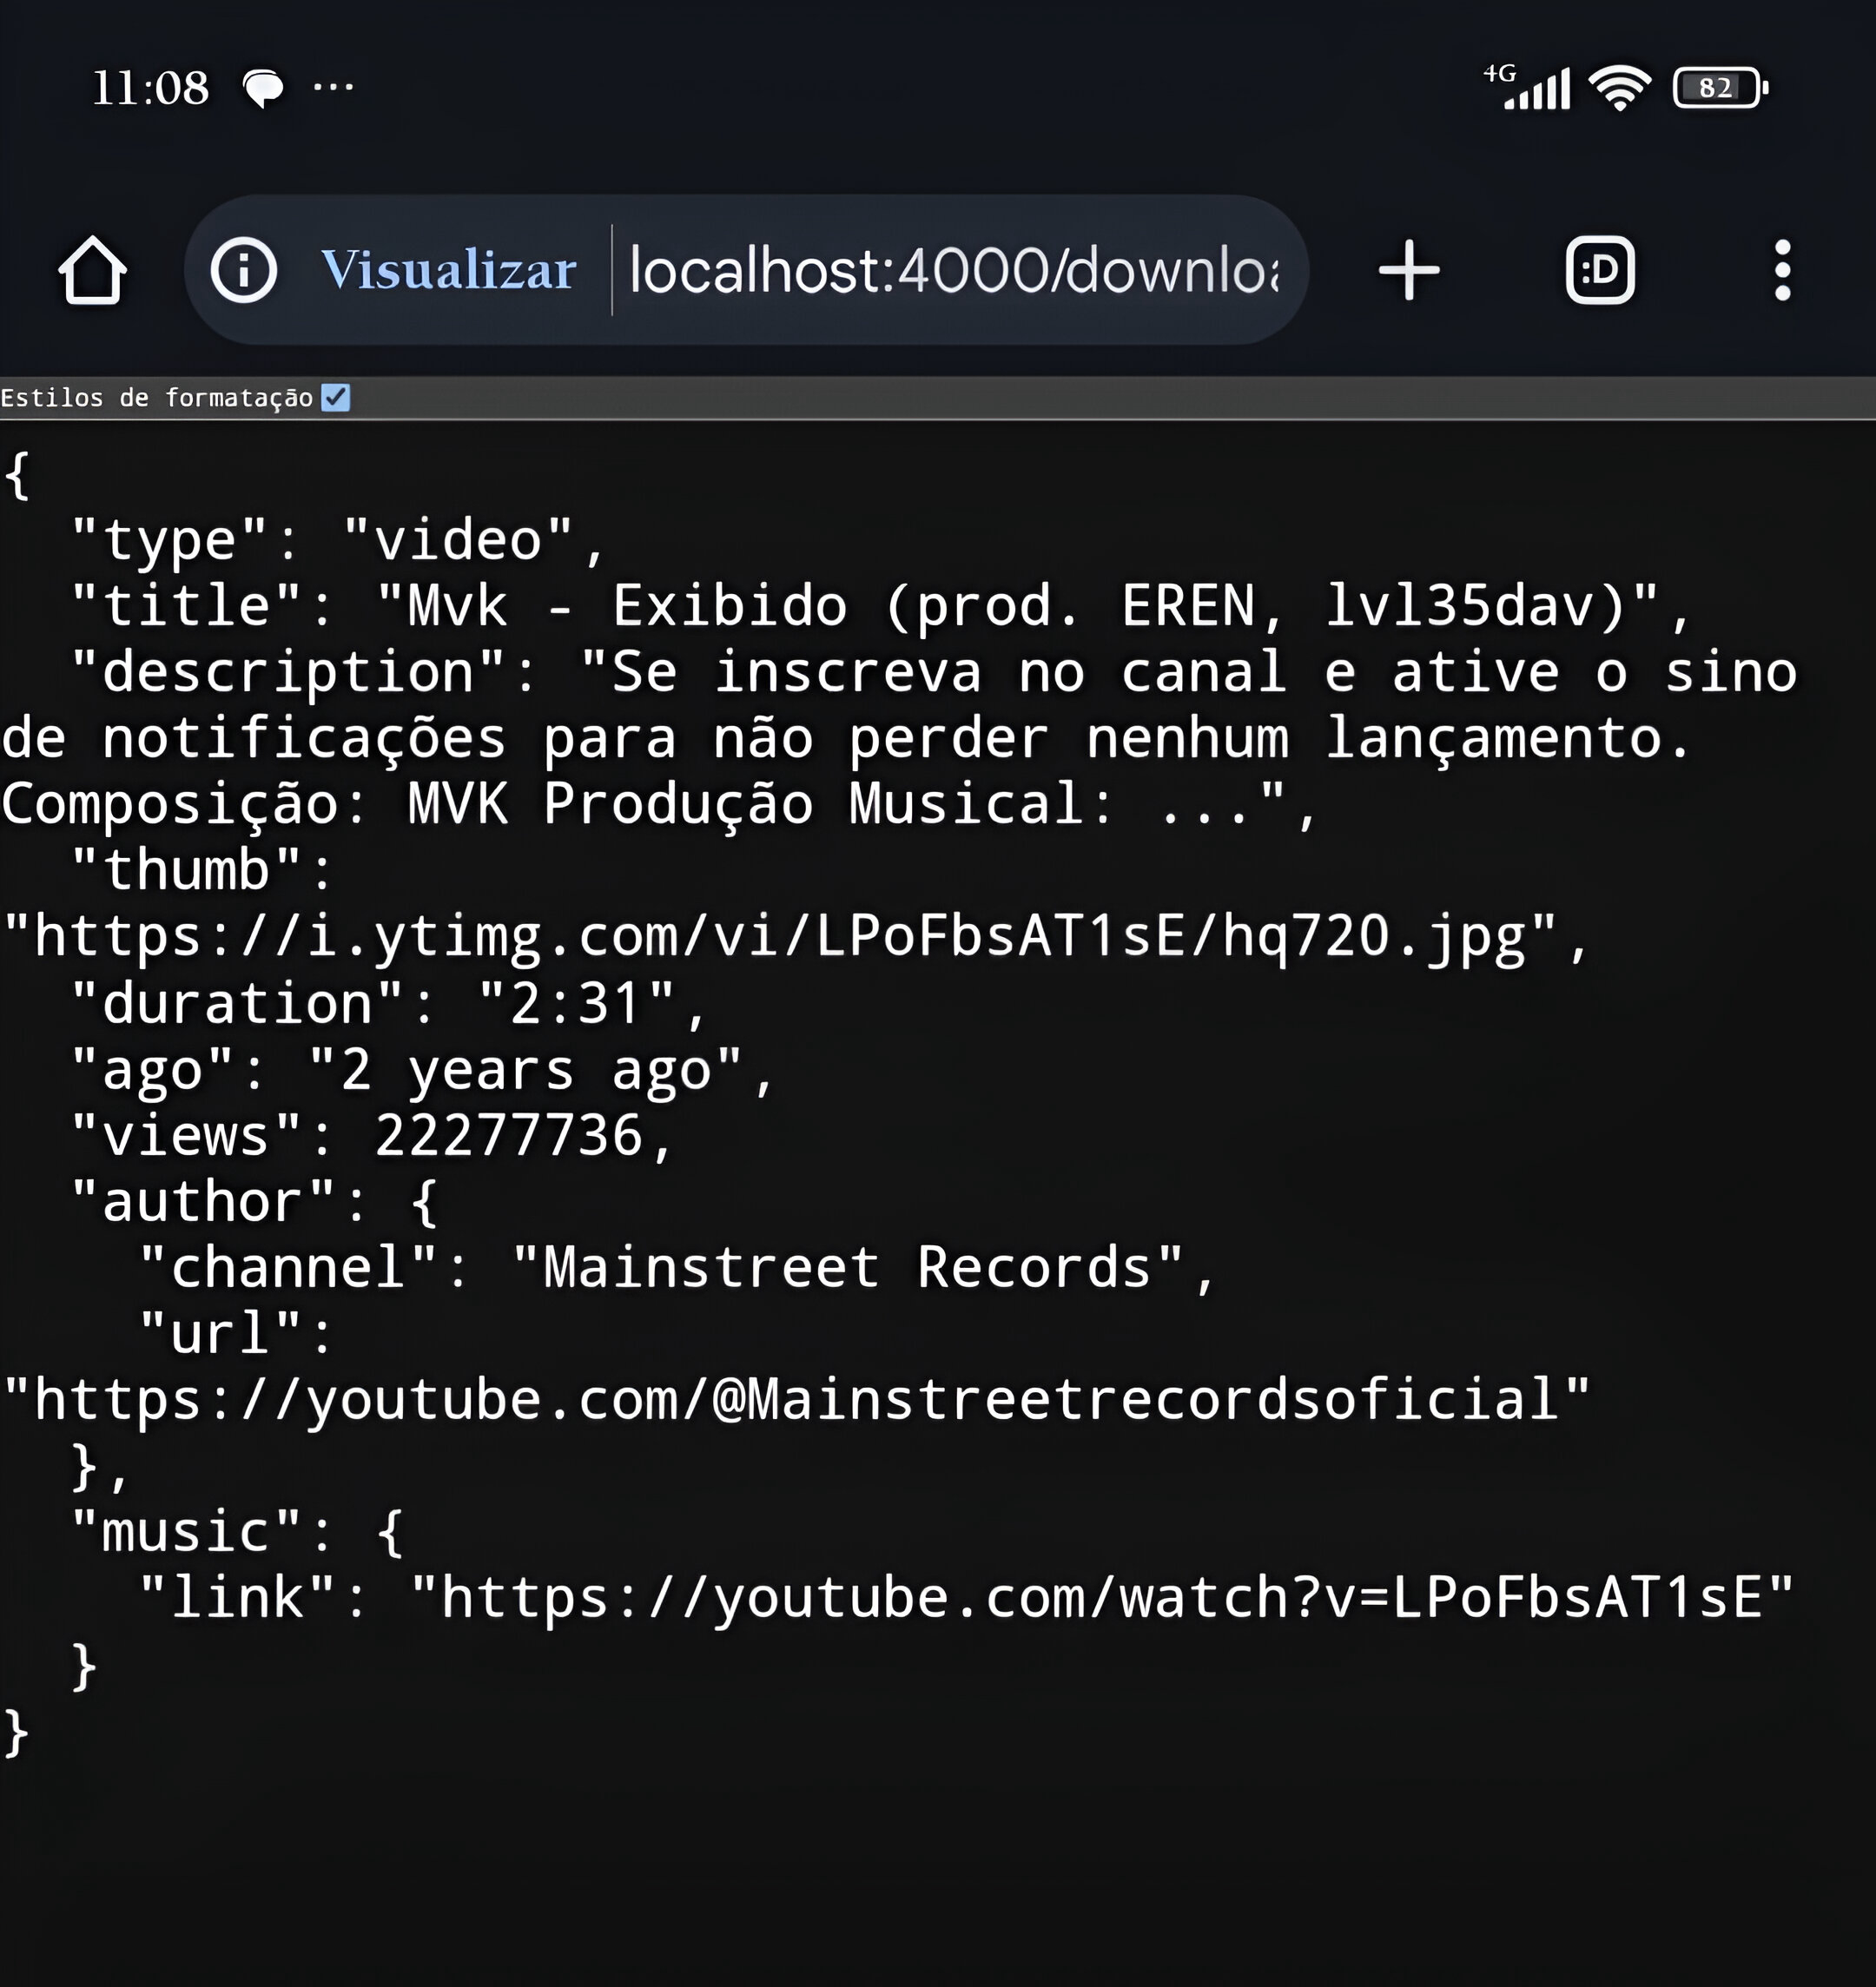 11:08 ... 4G 82
Visualizar localhost:4000/downlo
:D
Estilos de formatação
{
"type": "video",
"title": "Mvk - Exibido (prod. EREN, lvl35dav)",
"description": "Se inscreva no canal e ative o sino
de notificações para não perder nenhum lançamento.
Composição: MVK Produção Musical: ...",
"thumb":
"https://i.ytimg.com/vi/LPoFbsAT1sE/hq720.jpg",
"duration": "2:31",
"ago": "2 years ago",
"views": 22277736,
"author": {
"channel": "Mainstreet Records",
"url":
"https://youtube.com/@Mainstreetrecordsoficial"
},
"music": {
"link": "https://youtube.com/watch?v=LPoFbsAT1sE"
}
}